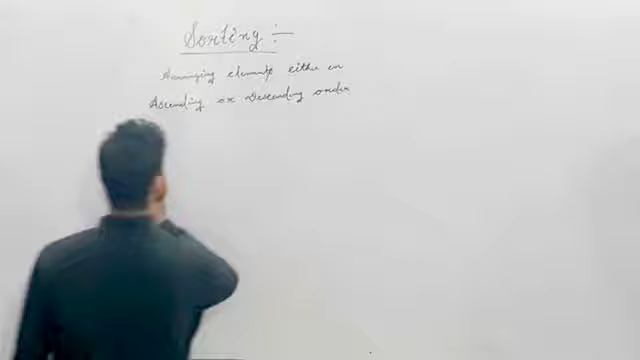 Sorting :-
Arranging elements either in
Ascending or Descending order